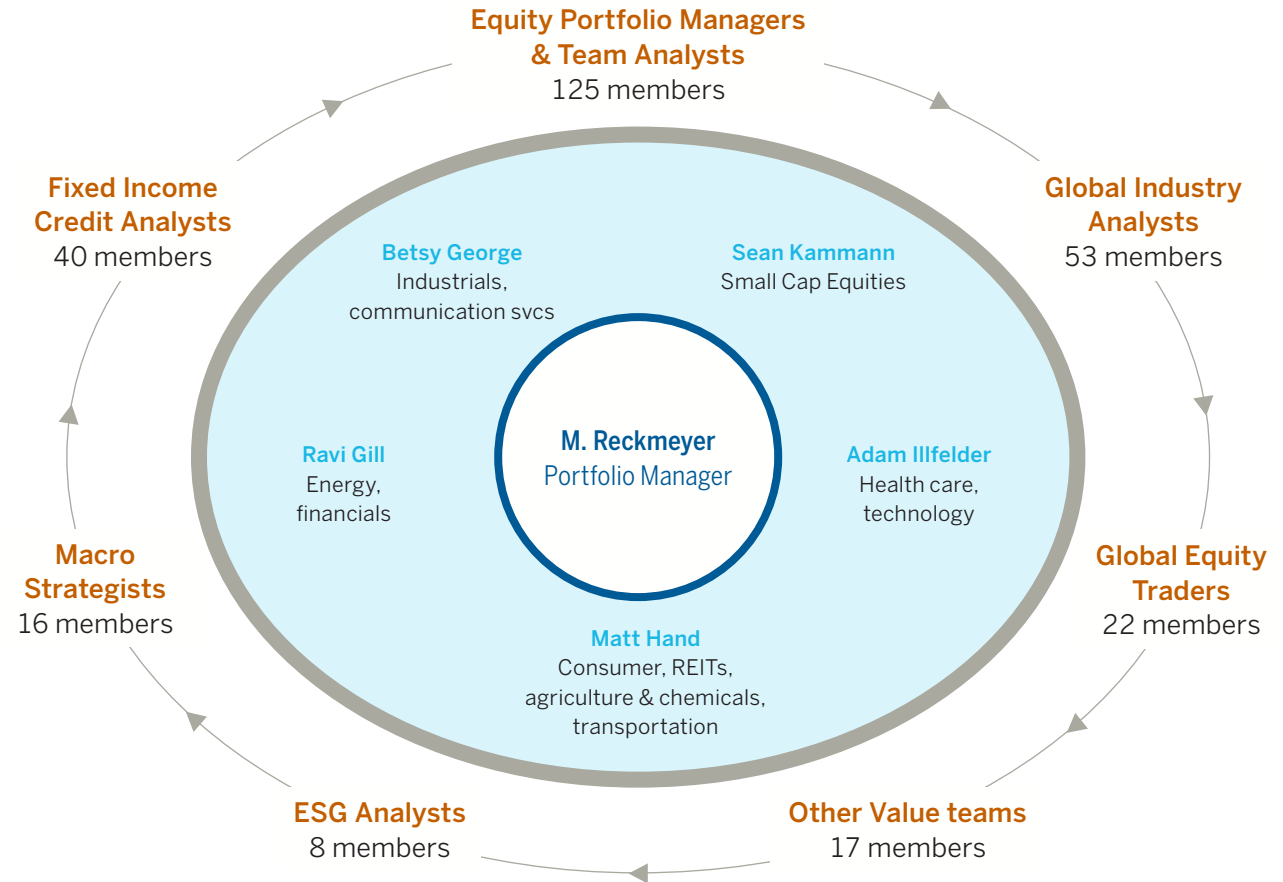 Equity Portfolio Managers
& Team Analysts
125 members
Global Industry
Analysts
53 members
Global Equity
Traders
22 members
Other Value teams
17 members
ESG Analysts
8 members
Macro
Strategists
16 members
Fixed Income
Credit Analysts
40 members
Betsy George
Industrials,
communication svcs
Sean Kammann
Small Cap Equities
Ravi Gill
Energy,
financials
M. Reckmeyer
Portfolio Manager
Adam Illfelder
Health care,
technology
Matt Hand
Consumer, REITs,
agriculture & chemicals,
transportation